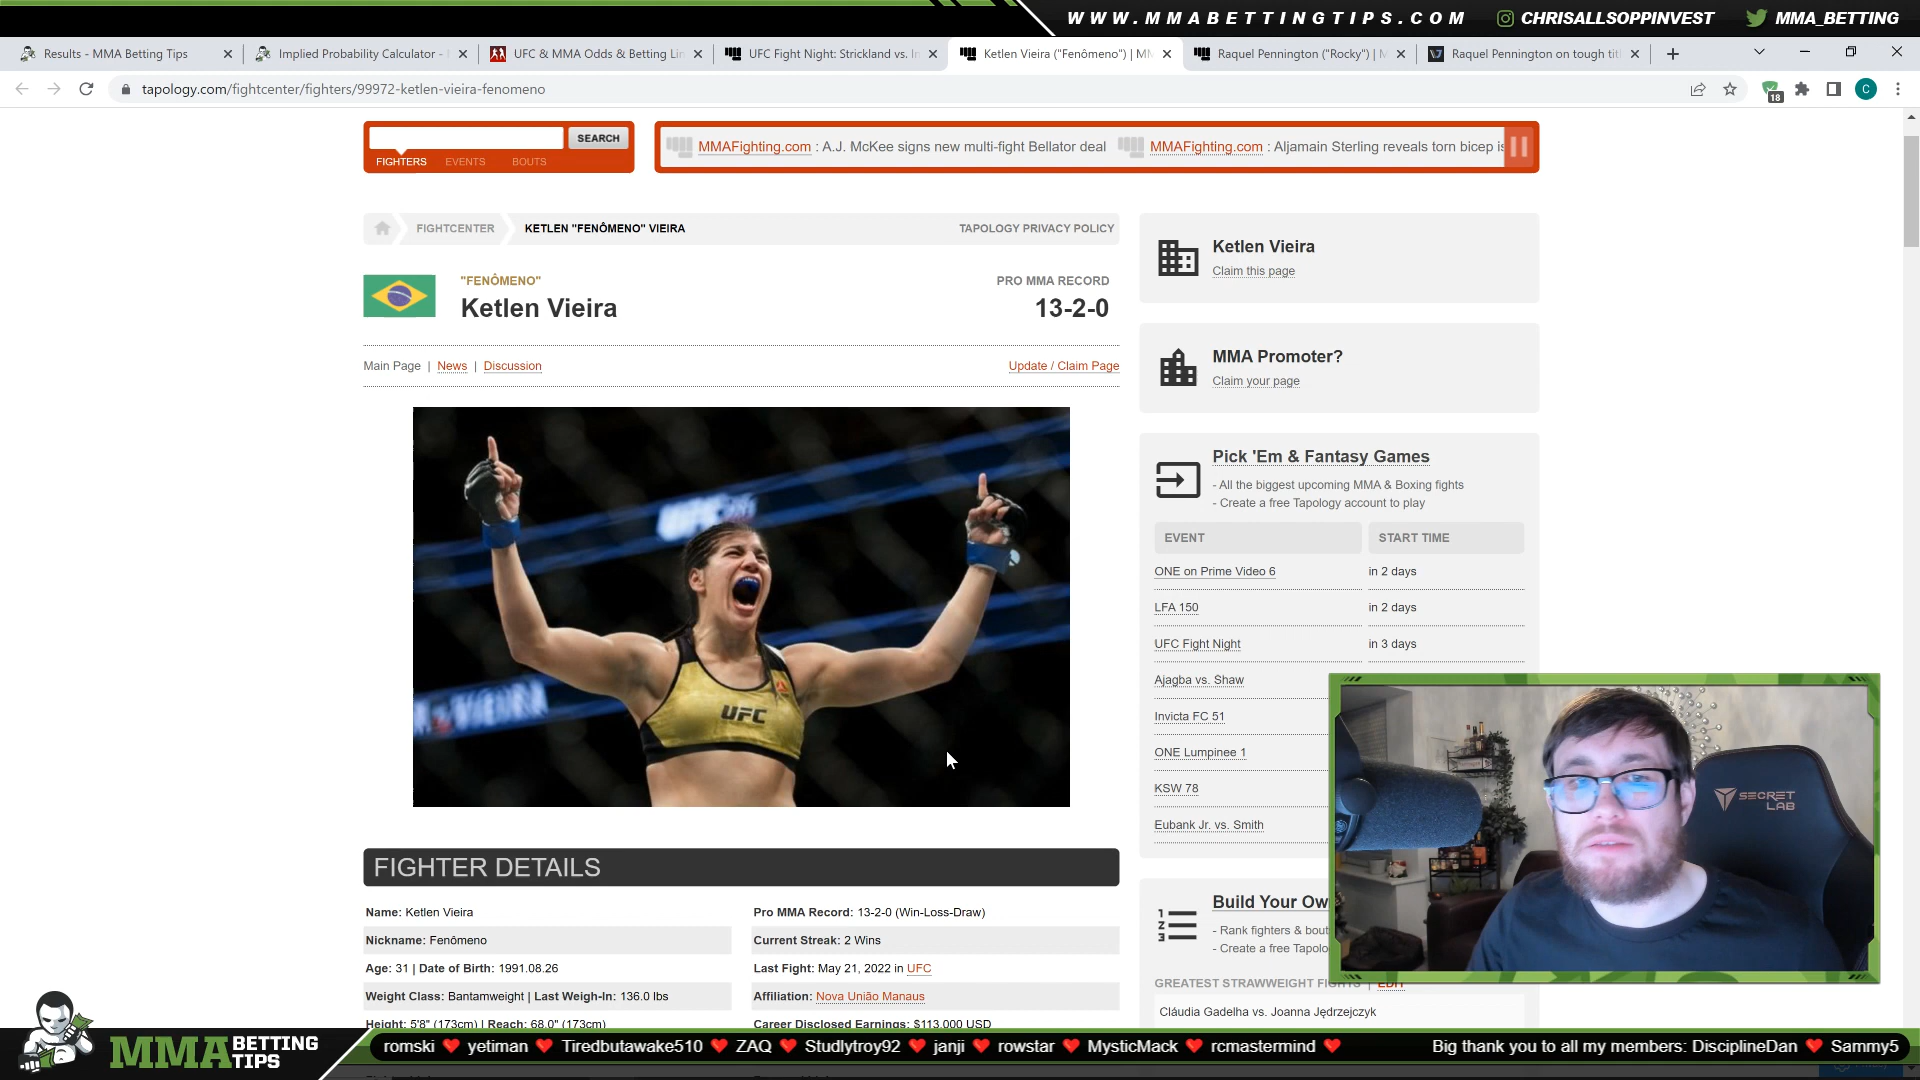 WWW.MMABETTINGTIPS.COM CHRISALLSOPPINVEST MMA_BETTING
Results - MMA Betting Tips
Implied Probability Calculator -
UFC & MMA Odds & Betting Lin
UFC Fight Night: Strickland vs. In
Ketlen Vieira ("Fenômeno") | MM
Raquel Pennington ("Rocky") | M
Raquel Pennington on tough titl
tapology.com/fightcenter/fighters/99972-ketlen-vieira-fenomeno
18
C
SEARCH
FIGHTERS EVENTS BOUTS
MMAFighting.com : A.J. McKee signs new multi-fight Bellator deal
MMAFighting.com : Aljamain Sterling reveals torn bicep is
FIGHTCENTER KETLEN "FENÔMENO" VIEIRA TAPOLOGY PRIVACY POLICY
"FENÔMENO" PRO MMA RECORD
Ketlen Vieira 13-2-0
Main Page | News | Discussion Update / Claim Page
UFC
UFC
FIGHTER DETAILS
Name: Ketlen Vieira
Nickname: Fenômeno
Age: 31 | Date of Birth: 1991.08.26
Weight Class: Bantamweight | Last Weigh-In: 136.0 lbs
Height: 5'8" (173cm) | Reach: 68.0" (173cm)
Pro MMA Record: 13-2-0 (Win-Loss-Draw)
Current Streak: 2 Wins
Last Fight: May 21, 2022 in UFC
Affiliation: Nova União Manaus
Career Disclosed Earnings: $113,000 USD
Ketlen Vieira
Claim this page
MMA Promoter?
Claim your page
Pick 'Em & Fantasy Games
- All the biggest upcoming MMA & Boxing fights
- Create a free Tapology account to play
EVENT START TIME
ONE on Prime Video 6 in 2 days
LFA 150 in 2 days
UFC Fight Night in 3 days
Ajagba vs. Shaw
Invicta FC 51
ONE Lumpinee 1
KSW 78
Eubank Jr. vs. Smith
1
2
3
Build Your Ow
- Rank fighters & bout
- Create a free Tapolo
GREATEST STRAWWEIGHT FIGHTS | EDIT
Cláudia Gadelha vs. Joanna Jędrzejczyk
SECRET
LAB
MMA BETTING
TIPS
romski ❤ yetiman ❤ Tiredbutawake510 ❤ ZAQ ❤ Studlytroy92 ❤ janji ❤ rowstar ❤ MysticMack ❤ rcmastermind ❤ Big thank you to all my members: DisciplineDan ❤ Sammy5